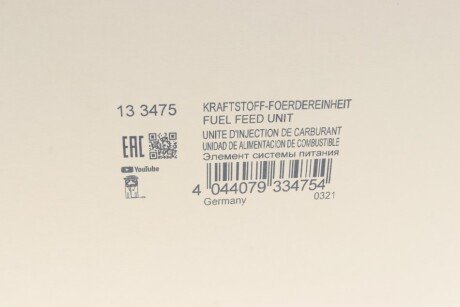 13 3475
KRAFTSTOFF-FOERDEREINHEIT
FUEL FEED UNIT
UNITE D'INJECTION DE CARBURANT
UNIDAD DE ALIMENTACION DE COMBUSTIBLE
Элемент системы питания
EAC
YouTube
4 044079 334754
Germany
0321